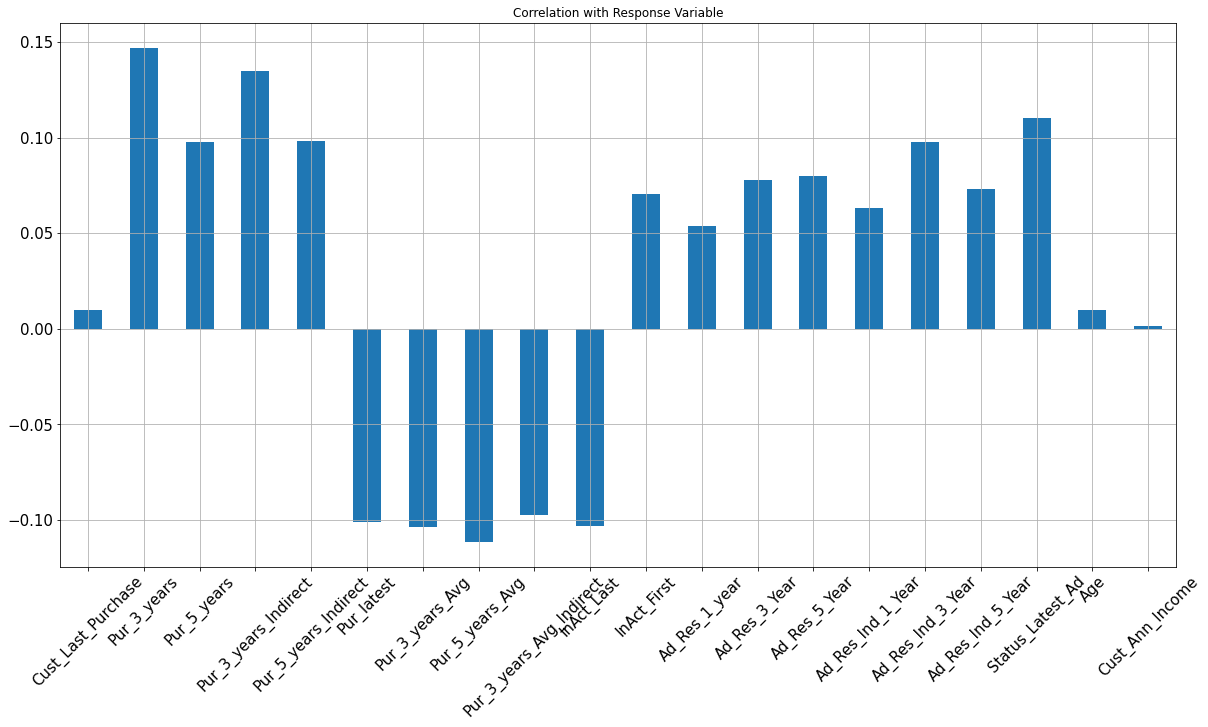 Correlation with Response Variable
0.15
0.10
0.05
0.00
−0.05
−0.10
Cust_Last_Purchase
Pur_3_years
Pur_5_years
Pur_3_years_Indirect
Pur_5_years_Indirect
Pur_latest
Pur_3_years_Avg
Pur_5_years_Avg
Pur_3_years_Avg_Indirect
InAct_Last
InAct_First
Ad_Res_1_year
Ad_Res_3_Year
Ad_Res_5_Year
Ad_Res_Ind_1_Year
Ad_Res_Ind_3_Year
Ad_Res_Ind_5_Year
Status_Latest_Ad
Age
Cust_Ann_Income